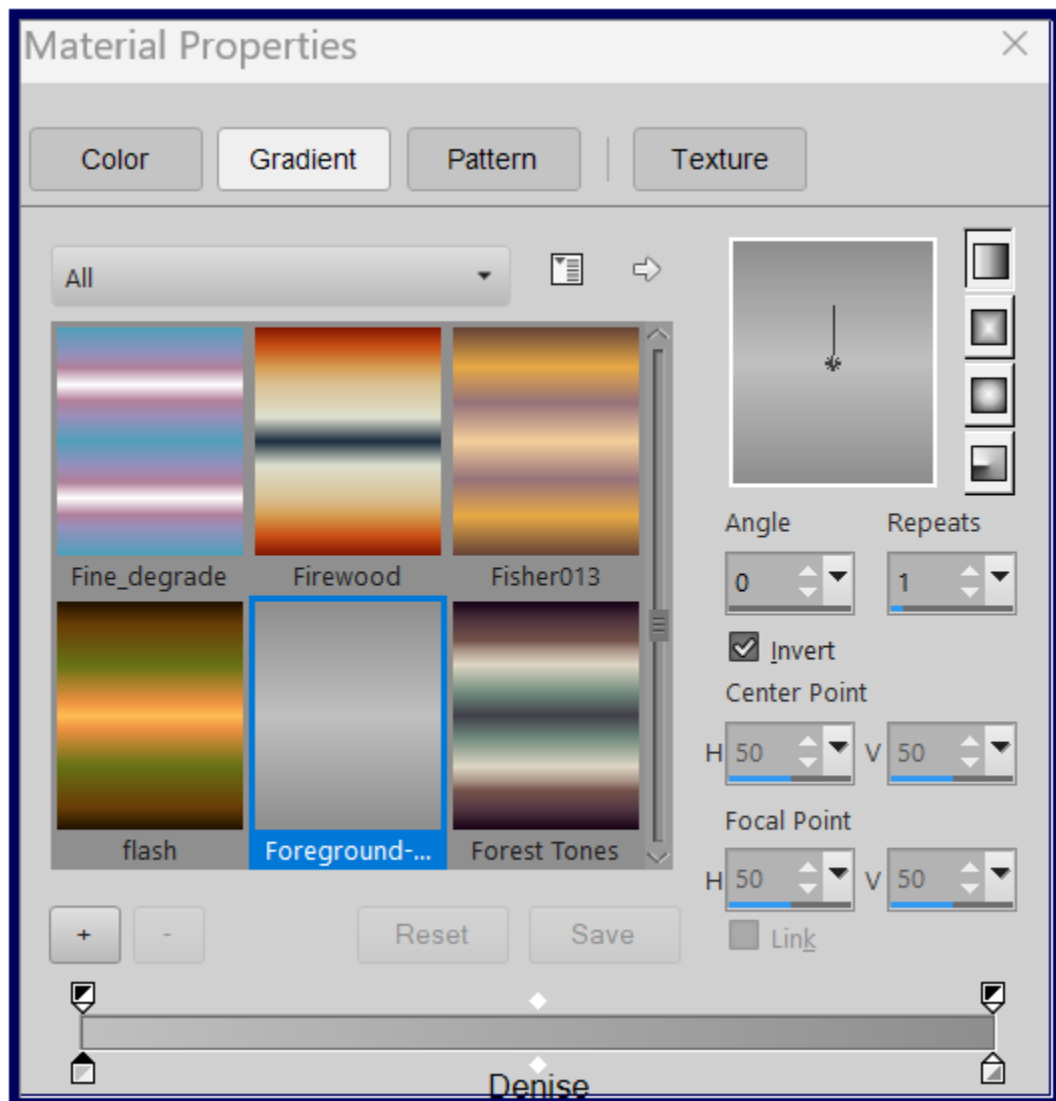 Material Properties
Color Gradient Pattern Texture
All
Fine_degrade Firewood Fisher013
flash Foreground-... Forest Tones
Angle Repeats
0 1
Invert
Center Point
H 50 V 50
Focal Point
H 50 V 50
Link
+ - Reset Save
Denise